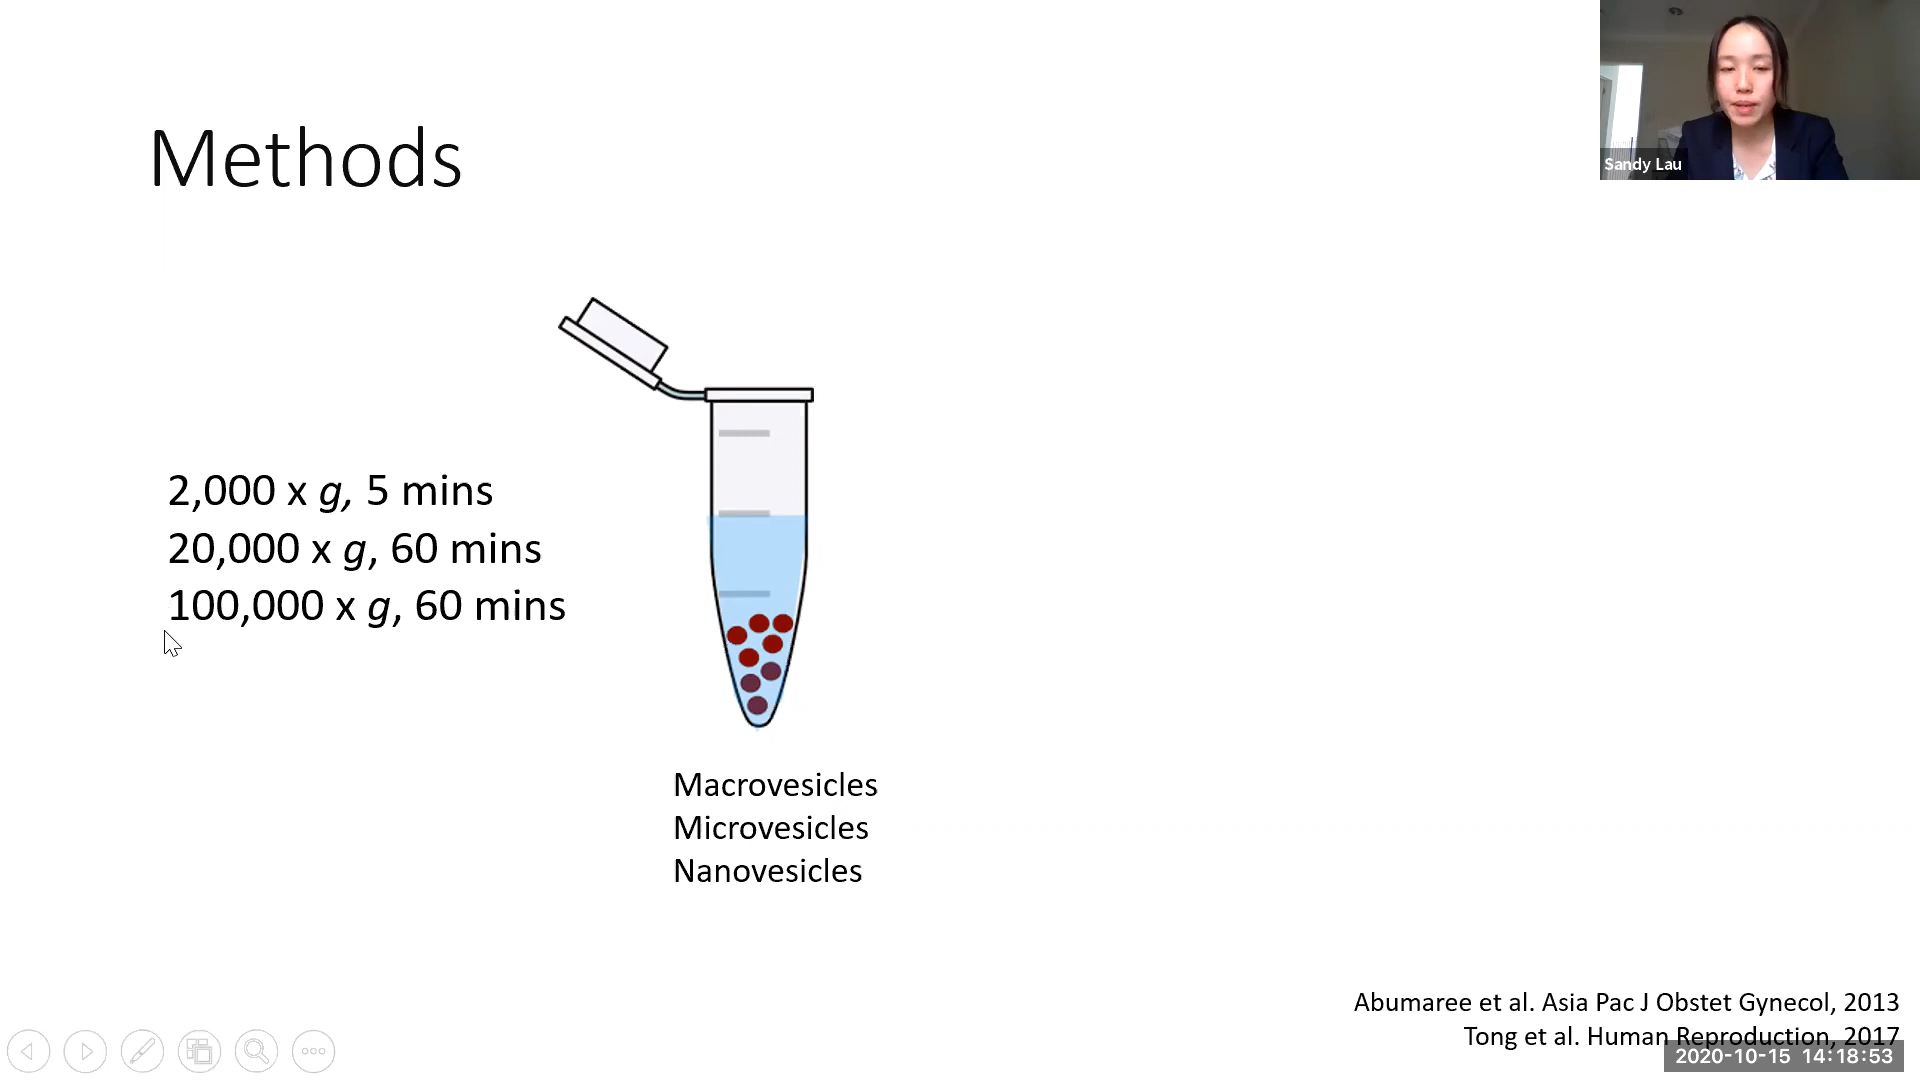 Methods
Sandy Lau
2,000 x g, 5 mins
20,000 x g, 60 mins
100,000 x g, 60 mins
Macrovesicles
Microvesicles
Nanovesicles
Abumaree et al. Asia Pac J Obstet Gynecol, 2013
Tong et al. Human Reproduction, 2017
2020-10-15 14:18:53